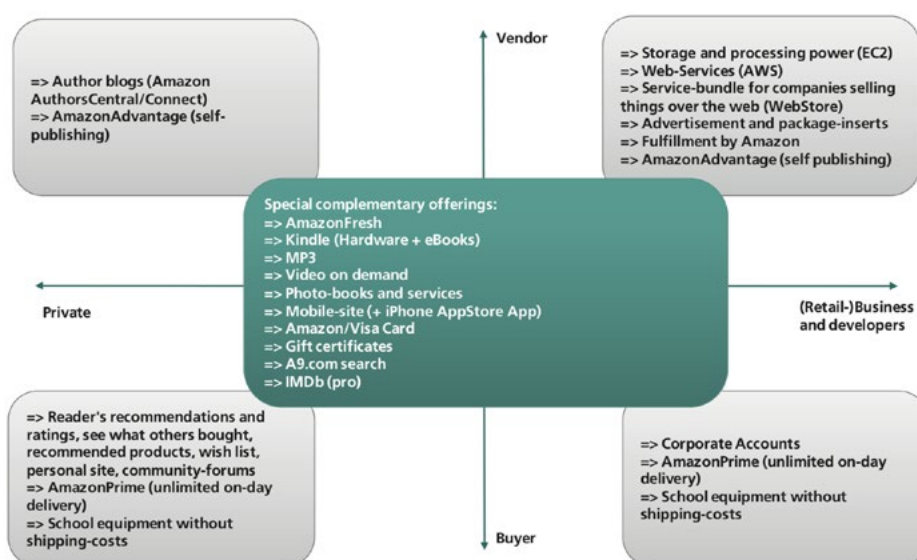 Vendor
=> Author blogs (Amazon
AuthorsCentral/Connect)
=> AmazonAdvantage (self-
publishing)
=> Storage and processing power (EC2)
=> Web-Services (AWS)
=> Service-bundle for companies selling
things over the web (WebStore)
=> Advertisement and package-inserts
=> Fulfillment by Amazon
=> AmazonAdvantage (self publishing)
Special complementary offerings:
=> AmazonFresh
=> Kindle (Hardware + eBooks)
=> MP3
=> Video on demand
=> Photo-books and services
=> Mobile-site (+ iPhone AppStore App)
=> Amazon/Visa Card
=> Gift certificates
=> A9.com search
=> IMDb (pro)
Private
(Retail-)Business
and developers
=> Reader's recommendations and
ratings, see what others bought,
recommended products, wish list,
personal site, community-forums
=> AmazonPrime (unlimited on-day
delivery)
=> School equipment without
shipping-costs
=> Corporate Accounts
=> AmazonPrime (unlimited on-day
delivery)
=> School equipment without
shipping-costs
Buyer